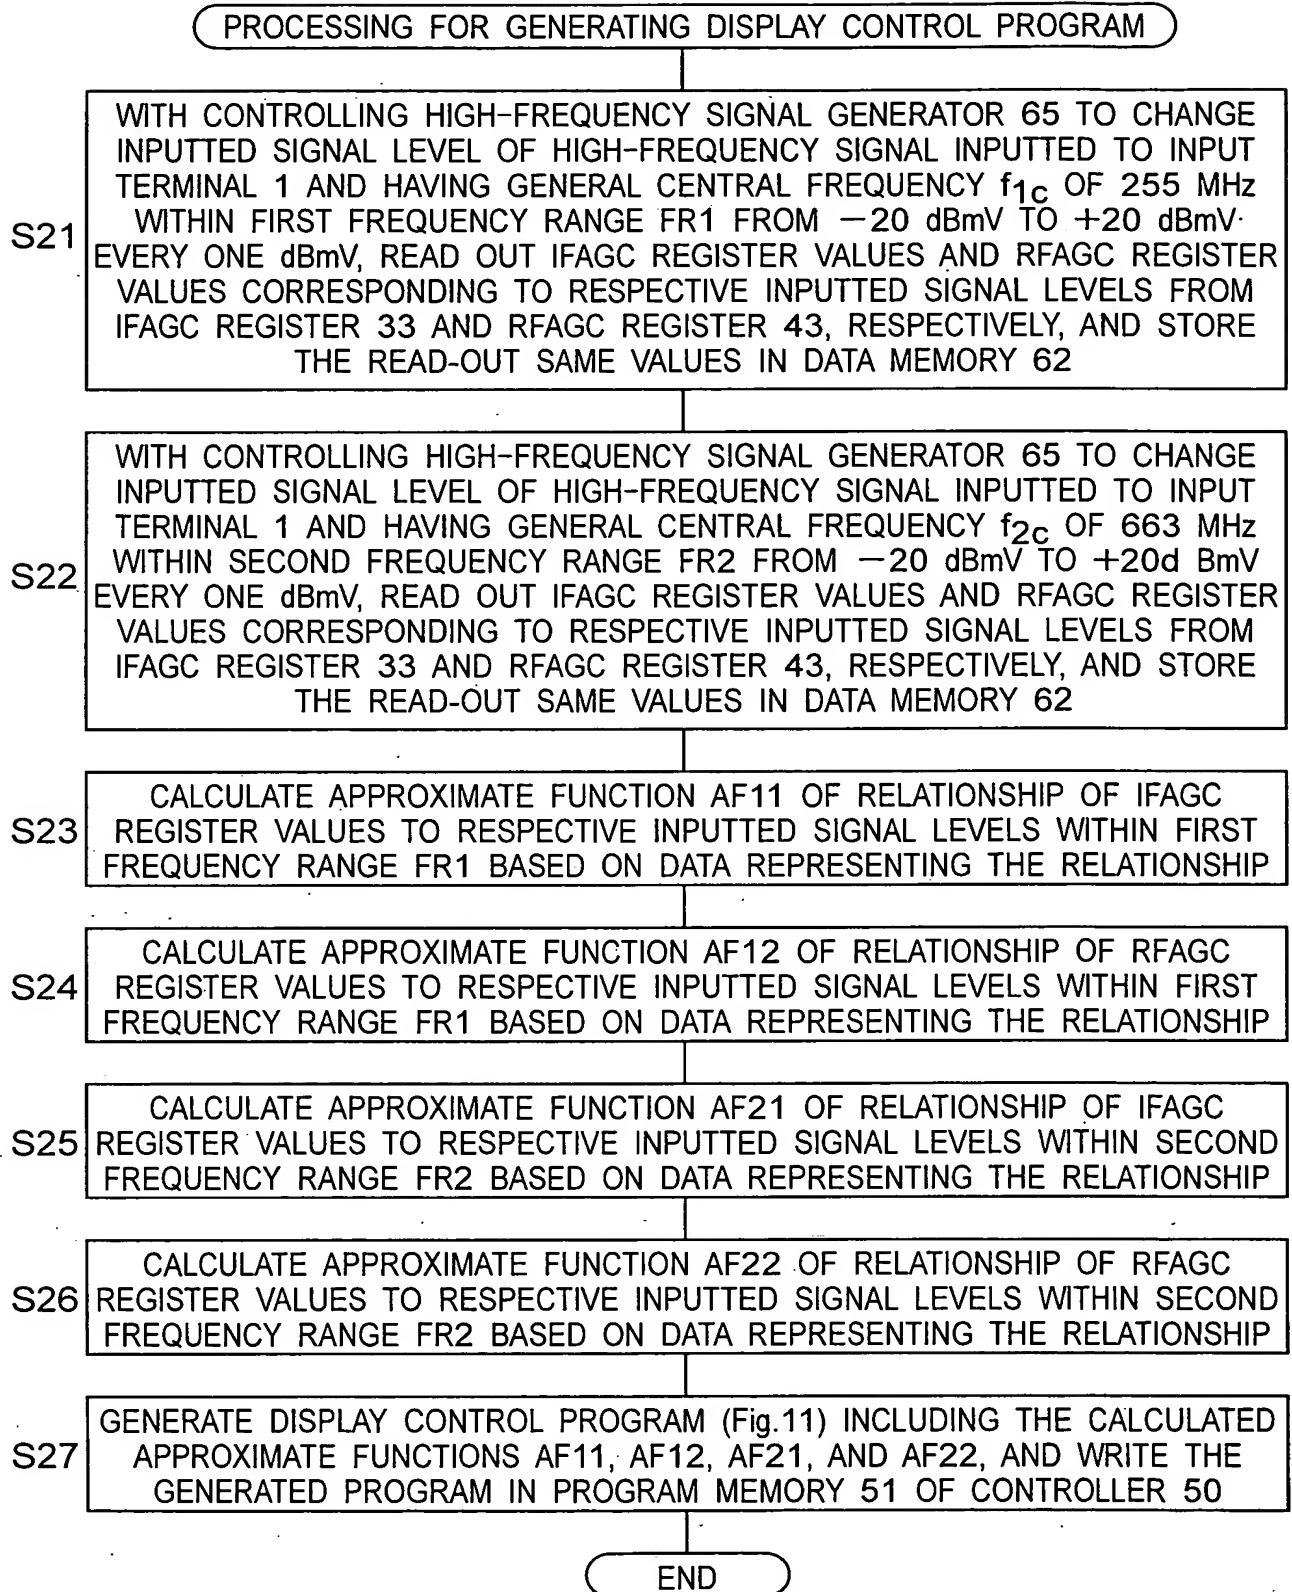 PROCESSING FOR GENERATING DISPLAY CONTROL PROGRAM
S21
WITH CONTROLLING HIGH-FREQUENCY SIGNAL GENERATOR 65 TO CHANGE
INPUTTED SIGNAL LEVEL OF HIGH-FREQUENCY SIGNAL INPUTTED TO INPUT
TERMINAL 1 AND HAVING GENERAL CENTRAL FREQUENCY f1c OF 255 MHz
WITHIN FIRST FREQUENCY RANGE FR1 FROM −20 dBmV TO +20 dBmV
EVERY ONE dBmV, READ OUT IFAGC REGISTER VALUES AND RFAGC REGISTER
VALUES CORRESPONDING TO RESPECTIVE INPUTTED SIGNAL LEVELS FROM
IFAGC REGISTER 33 AND RFAGC REGISTER 43, RESPECTIVELY, AND STORE
THE READ-OUT SAME VALUES IN DATA MEMORY 62
S22
WITH CONTROLLING HIGH-FREQUENCY SIGNAL GENERATOR 65 TO CHANGE
INPUTTED SIGNAL LEVEL OF HIGH-FREQUENCY SIGNAL INPUTTED TO INPUT
TERMINAL 1 AND HAVING GENERAL CENTRAL FREQUENCY f2c OF 663 MHz
WITHIN SECOND FREQUENCY RANGE FR2 FROM −20 dBmV TO +20d BmV
EVERY ONE dBmV, READ OUT IFAGC REGISTER VALUES AND RFAGC REGISTER
VALUES CORRESPONDING TO RESPECTIVE INPUTTED SIGNAL LEVELS FROM
IFAGC REGISTER 33 AND RFAGC REGISTER 43, RESPECTIVELY, AND STORE
THE READ-OUT SAME VALUES IN DATA MEMORY 62
S23
CALCULATE APPROXIMATE FUNCTION AF11 OF RELATIONSHIP OF IFAGC
REGISTER VALUES TO RESPECTIVE INPUTTED SIGNAL LEVELS WITHIN FIRST
FREQUENCY RANGE FR1 BASED ON DATA REPRESENTING THE RELATIONSHIP
S24
CALCULATE APPROXIMATE FUNCTION AF12 OF RELATIONSHIP OF RFAGC
REGISTER VALUES TO RESPECTIVE INPUTTED SIGNAL LEVELS WITHIN FIRST
FREQUENCY RANGE FR1 BASED ON DATA REPRESENTING THE RELATIONSHIP
S25
CALCULATE APPROXIMATE FUNCTION AF21 OF RELATIONSHIP OF IFAGC
REGISTER VALUES TO RESPECTIVE INPUTTED SIGNAL LEVELS WITHIN SECOND
FREQUENCY RANGE FR2 BASED ON DATA REPRESENTING THE RELATIONSHIP
S26
CALCULATE APPROXIMATE FUNCTION AF22 OF RELATIONSHIP OF RFAGC
REGISTER VALUES TO RESPECTIVE INPUTTED SIGNAL LEVELS WITHIN SECOND
FREQUENCY RANGE FR2 BASED ON DATA REPRESENTING THE RELATIONSHIP
S27
GENERATE DISPLAY CONTROL PROGRAM (Fig.11) INCLUDING THE CALCULATED
APPROXIMATE FUNCTIONS AF11, AF12, AF21, AND AF22, AND WRITE THE
GENERATED PROGRAM IN PROGRAM MEMORY 51 OF CONTROLLER 50
END